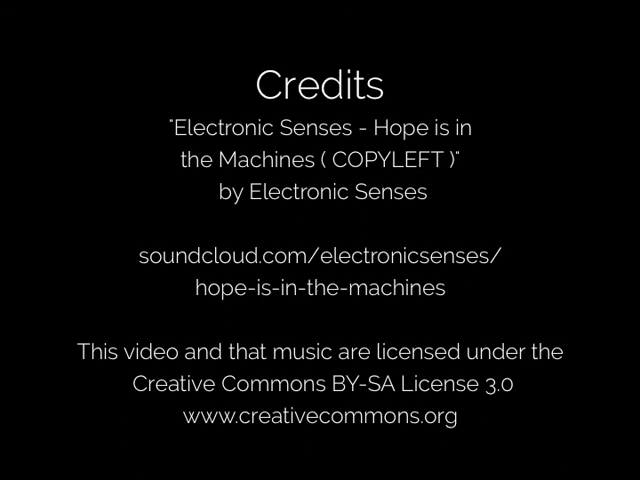 Credits
"Electronic Senses - Hope is in
the Machines ( COPYLEFT )"
by Electronic Senses
soundcloud.com/electronicsenses/
hope-is-in-the-machines
This video and that music are licensed under the
Creative Commons BY-SA License 3.0
www.creativecommons.org